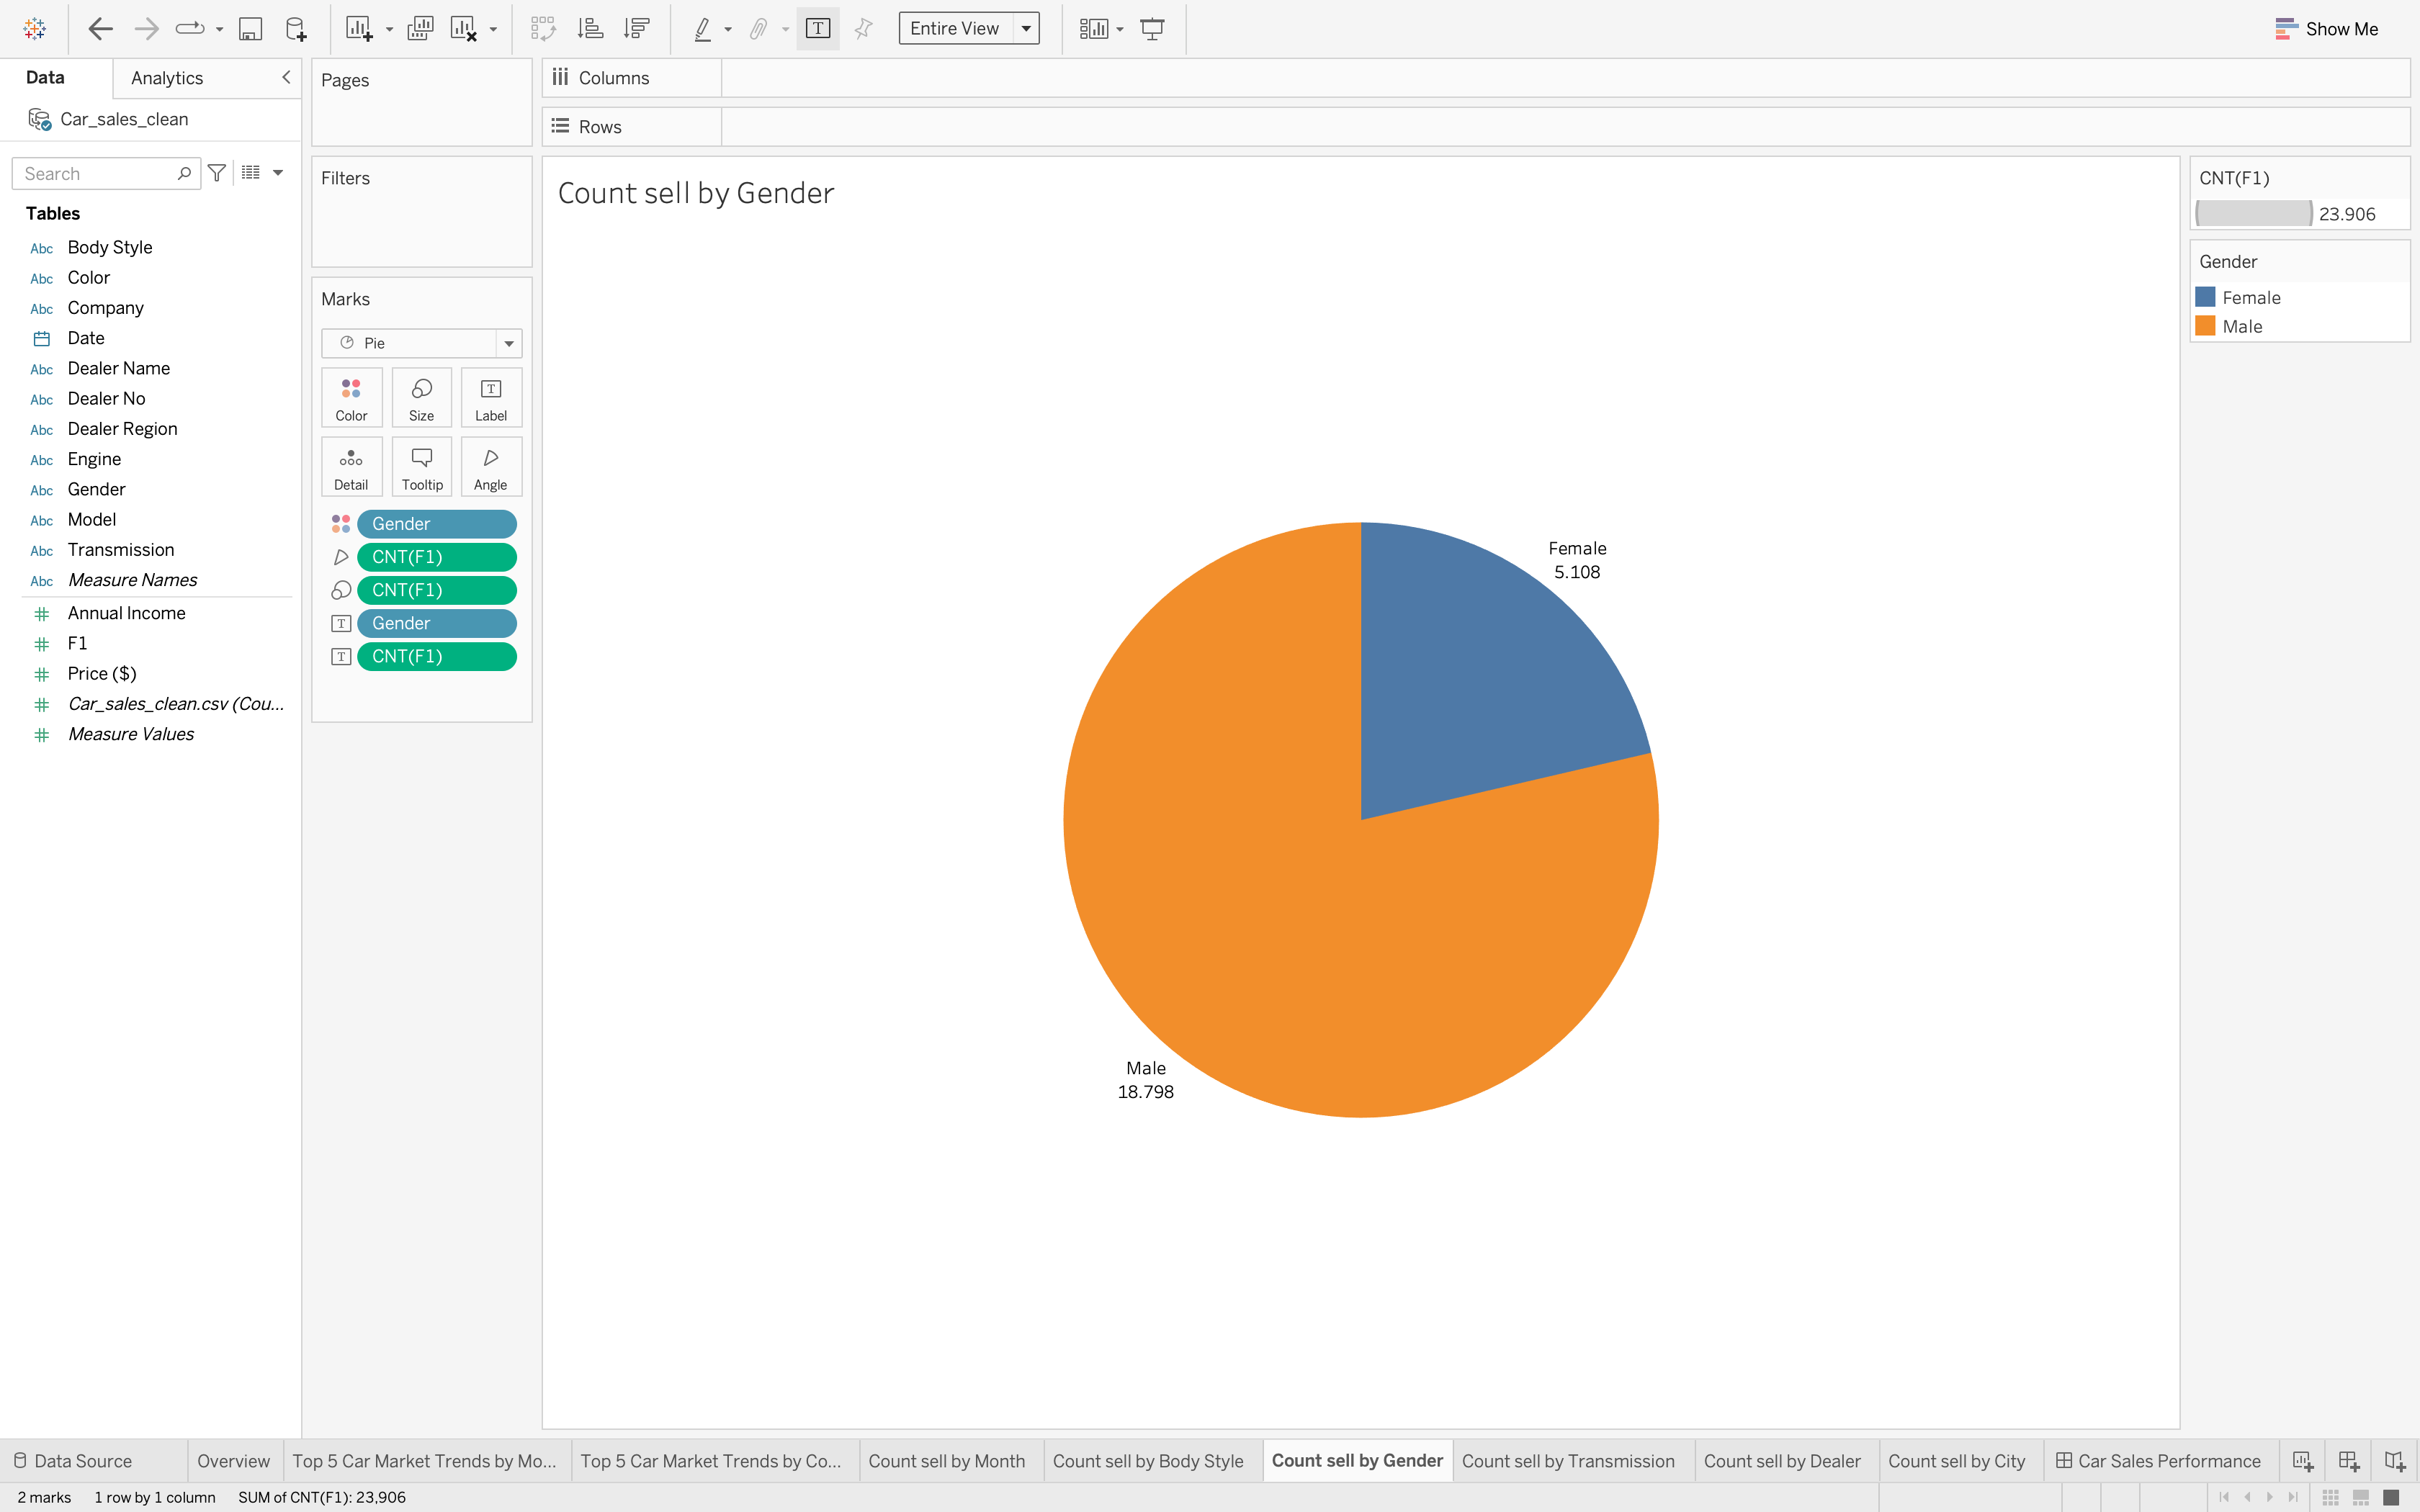 Entire View
Show Me
Data
Analytics
Car_sales_clean
Search
Tables
Abc Body Style
Abc Color
Abc Company
Date
Abc Dealer Name
Abc Dealer No
Abc Dealer Region
Abc Engine
Abc Gender
Abc Model
Abc Transmission
Abc Measure Names
Annual Income
F1
Price ($)
Car_sales_clean.csv (Cou...
Measure Values
Pages
Filters
Marks
Pie
Color Size Label
Detail Tooltip Angle
Gender
CNT(F1)
CNT(F1)
T Gender
T CNT(F1)
Columns
Rows
Count sell by Gender
Female
5.108
Male
18.798
CNT(F1)
23.906
Gender
Female
Male
Data Source Overview Top 5 Car Market Trends by Mo... Top 5 Car Market Trends by Co... Count sell by Month Count sell by Body Style Count sell by Gender Count sell by Transmission Count sell by Dealer Count sell by City Car Sales Performance
2 marks 1 row by 1 column SUM of CNT(F1): 23,906